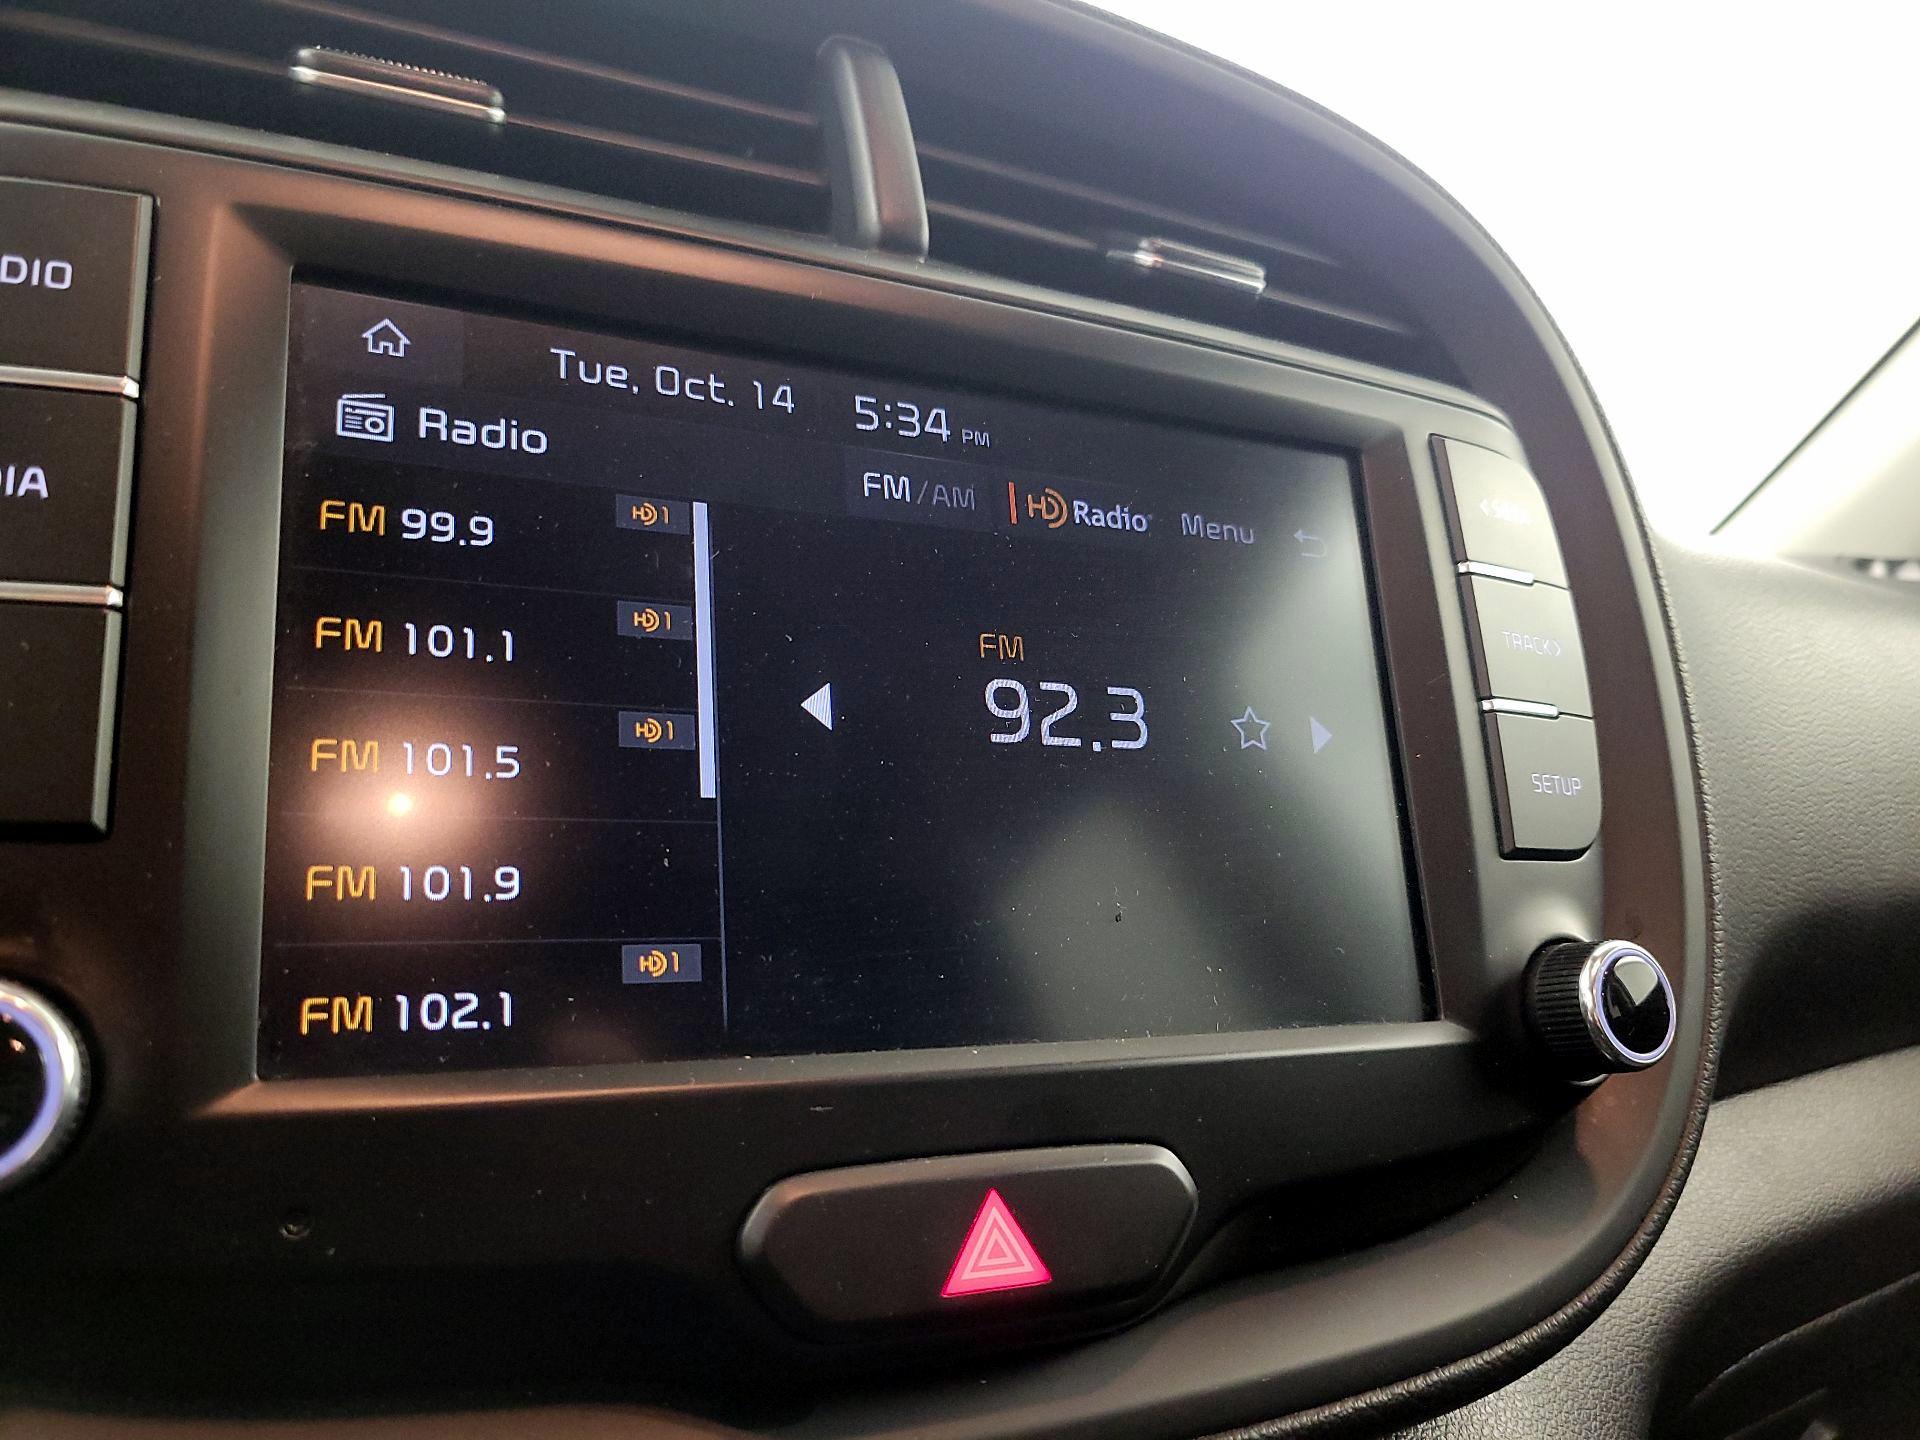 DIO
DIA
Tue, Oct. 14 5:34 PM
Radio
FM/AM HD Radio Menu
FM 99.9 HD1
FM 101.1 HD1
FM 101.5 HD1
FM 101.9
FM 102.1 HD1
FM
92.3
TRACK>
SETUP